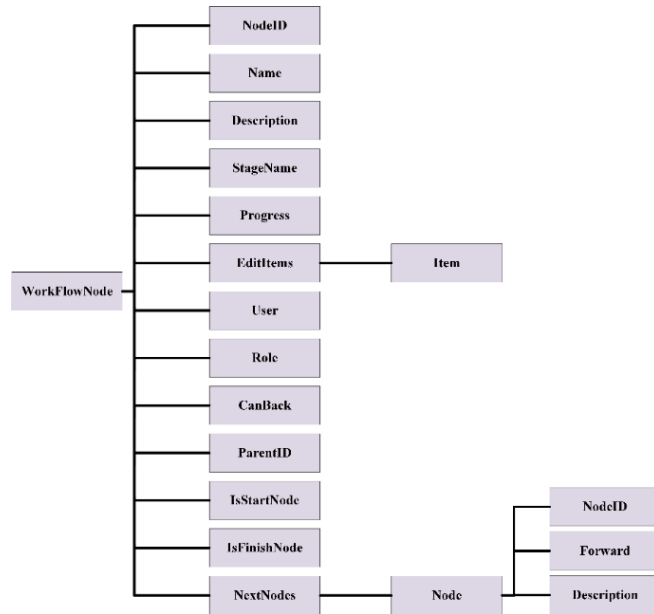 NodeID
Name
Description
StageName
Progress
EditItems
Item
WorkFlowNode
User
Role
CanBack
ParentID
IsStartNode
NodeID
IsFinishNode
Forward
NextNodes
Node
Description